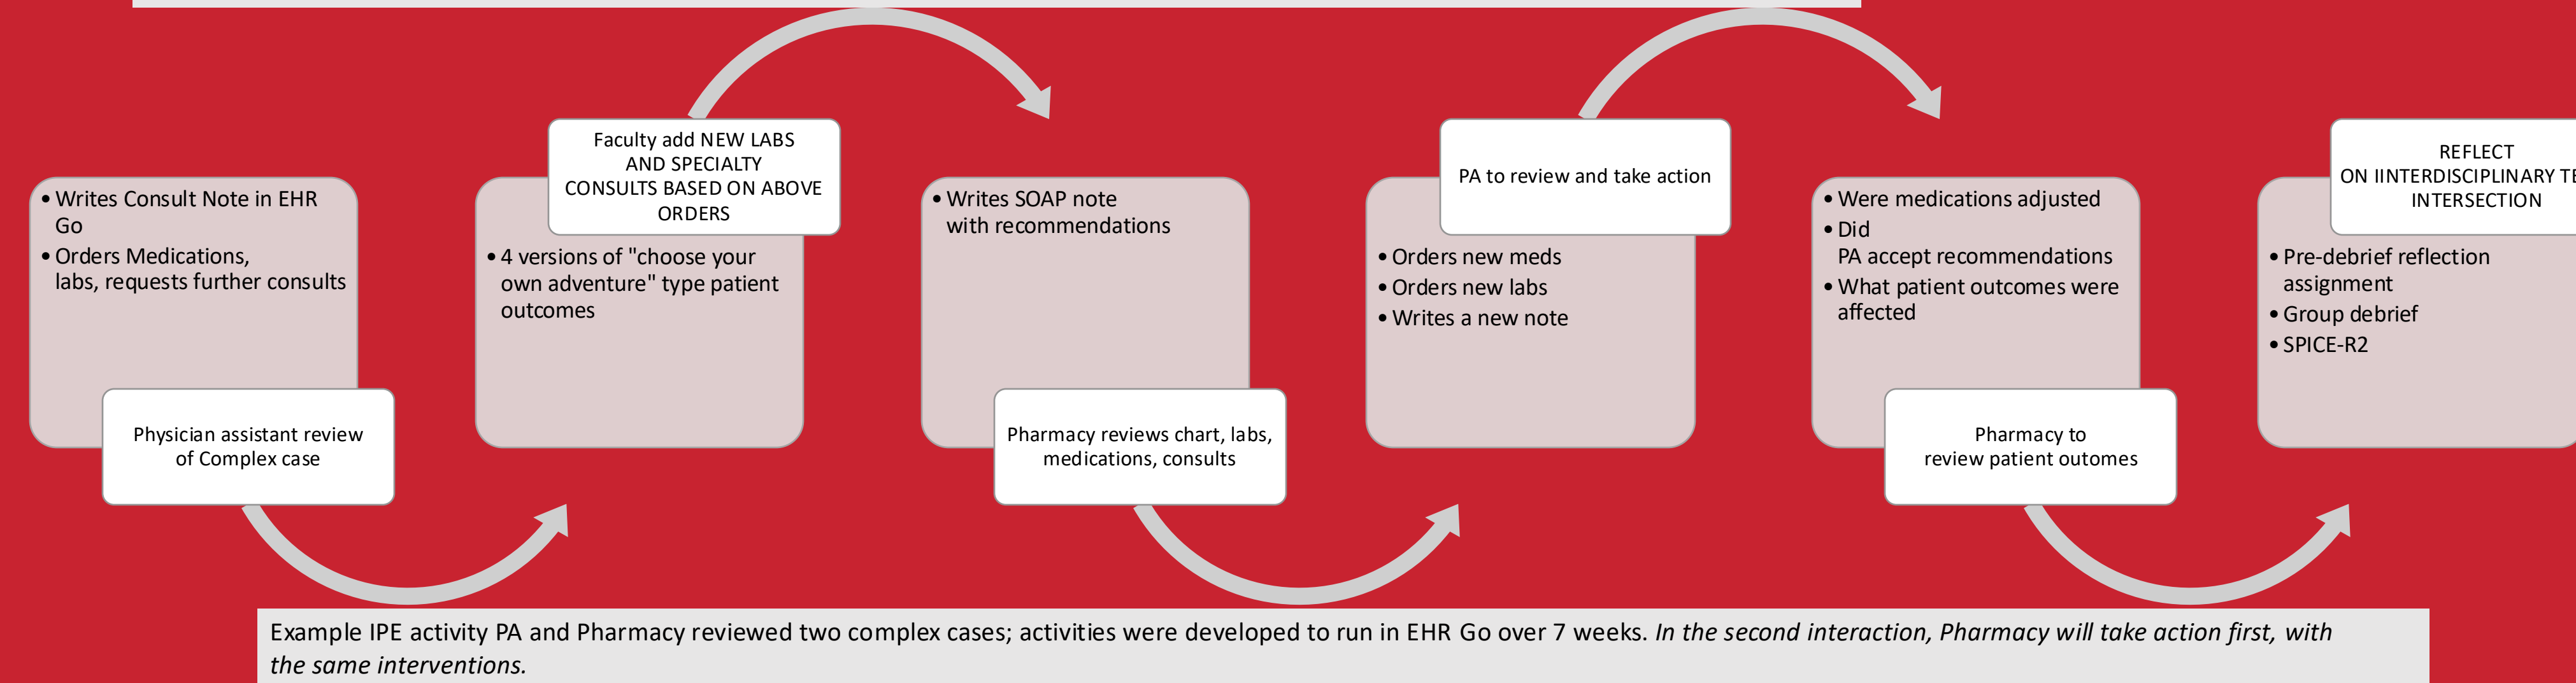 • Writes Consult Note in EHR
Go
• Orders Medications,
labs, requests further consults
Physician assistant review
of Complex case
Faculty add NEW LABS
AND SPECIALTY
CONSULTS BASED ON ABOVE
ORDERS
• 4 versions of "choose your
own adventure" type patient
outcomes
• Writes SOAP note
with recommendations
Pharmacy reviews chart, labs,
medications, consults
PA to review and take action
• Orders new meds
• Orders new labs
• Writes a new note
• Were medications adjusted
• Did
PA accept recommendations
• What patient outcomes were
affected
Pharmacy to
review patient outomes
REFLECT
ON IINTERDISCIPLINARY
INTERSECTION
• Pre-debrief reflection
assignment
• Group debrief
• SPICE-R2
Example IPE activity PA and Pharmacy reviewed two complex cases; activities were developed to run in EHR Go over 7 weeks. In the second interaction, Pharmacy will take action first, with
the same interventions.